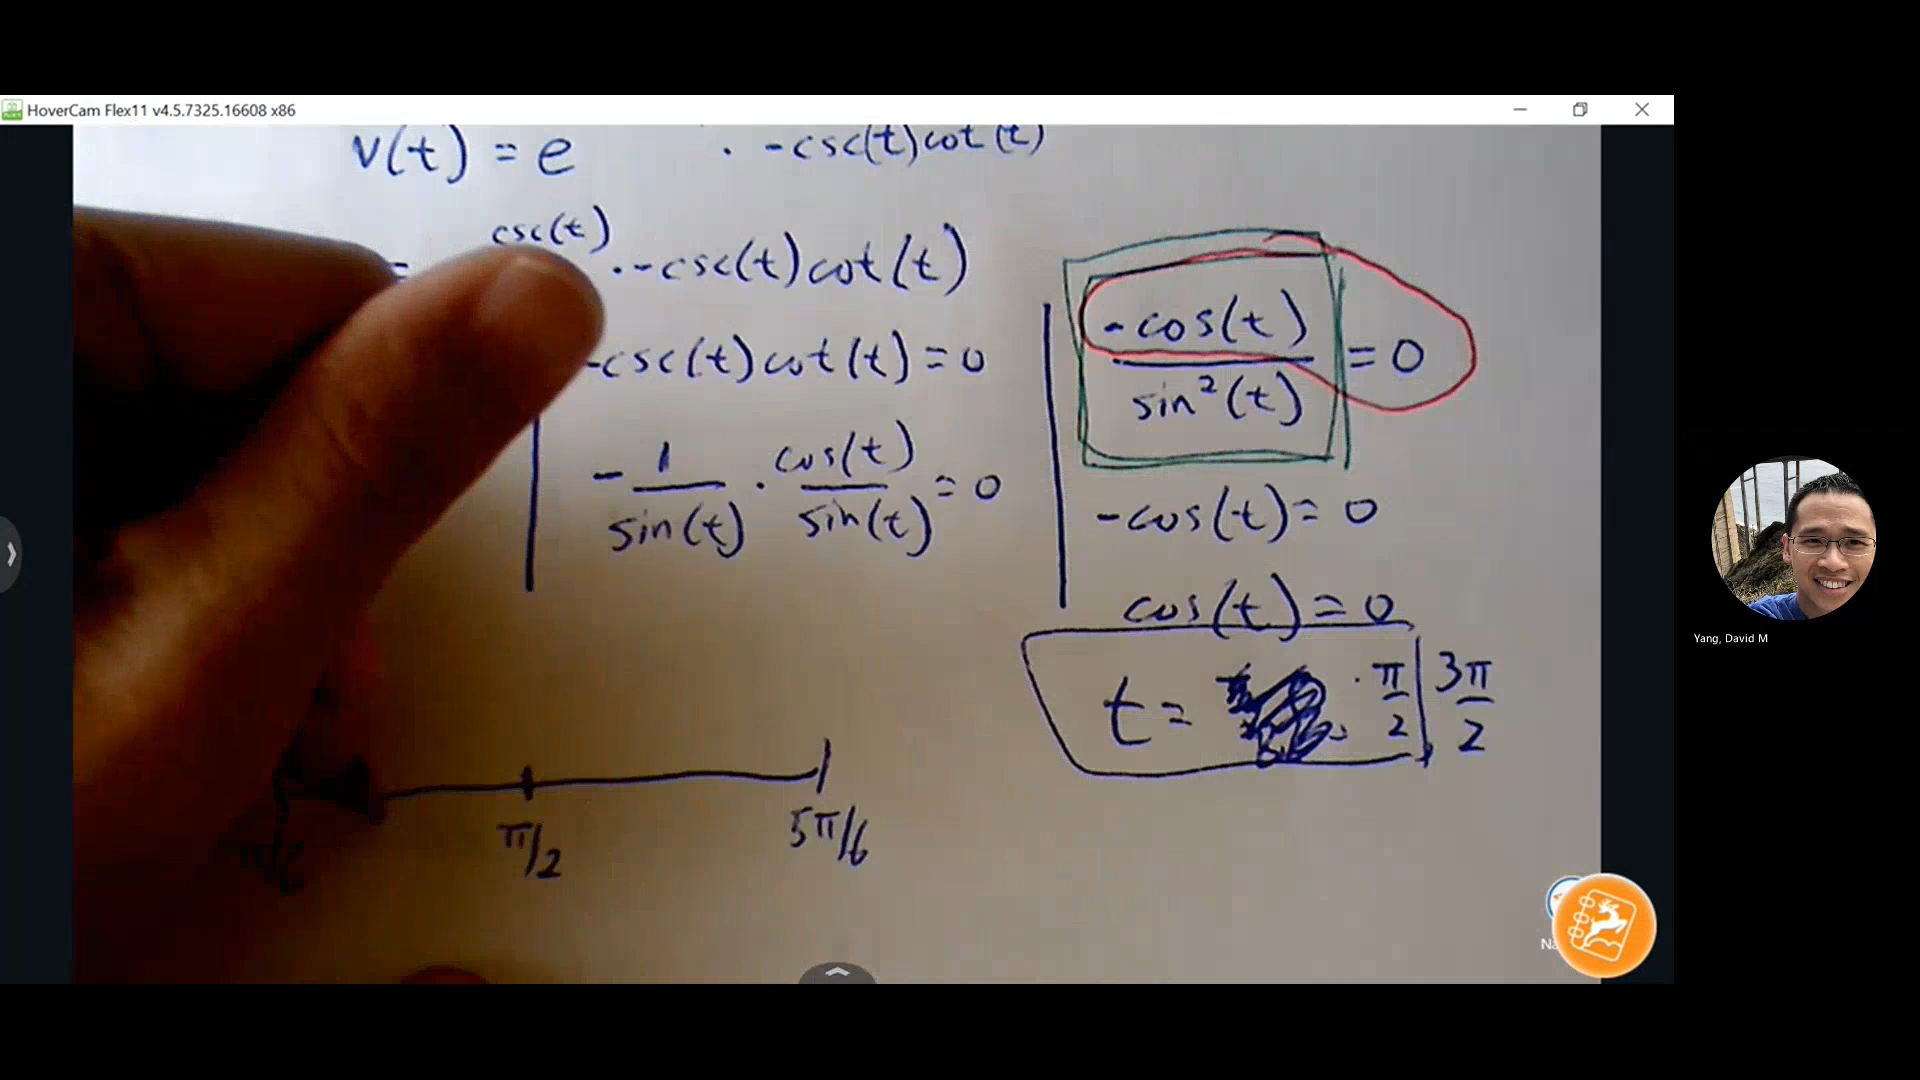 HoverCam Flex11 v4.5.7325.16608 x86
v(t) = e · -csc(t)cot(t)
= csc(t) · -csc(t)cot(t)
-csc(t)cot(t) = 0
- 1/sin(t) · cos(t)/sin(t) = 0
-cos(t)/sin²(t) = 0
-cos(t) = 0
cos(t) = 0
t = π/2 | 3π/2
π/2
5π/6
Yang, David M